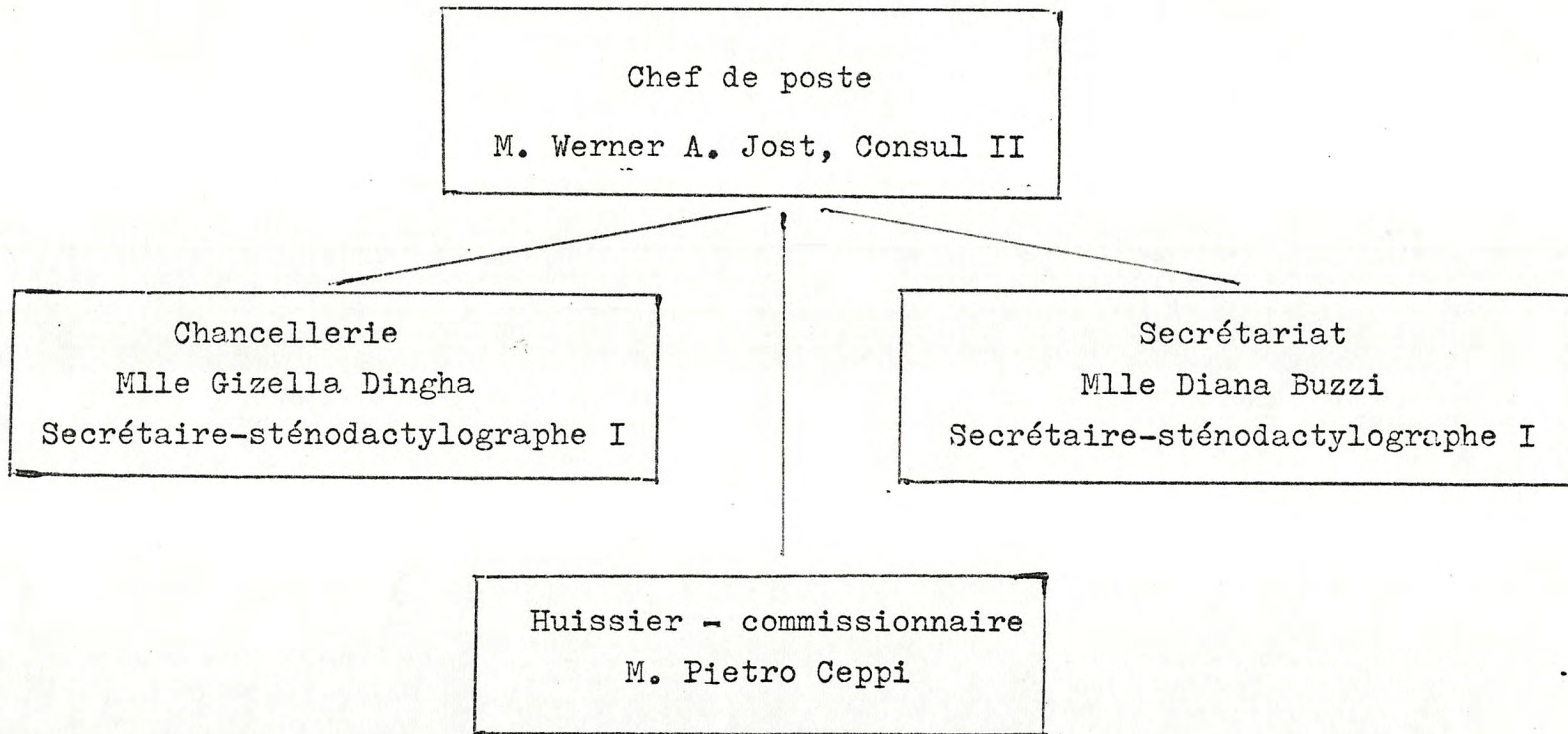 Chef de poste
M. Werner A. Jost, Consul II
Chancellerie
Mlle Gizella Dingha
Secrétaire-sténodactylographe I
Secrétariat
Mlle Diana Buzzi
Secrétaire-sténodactylographe I
Huissier - commissionnaire
M. Pietro Ceppi